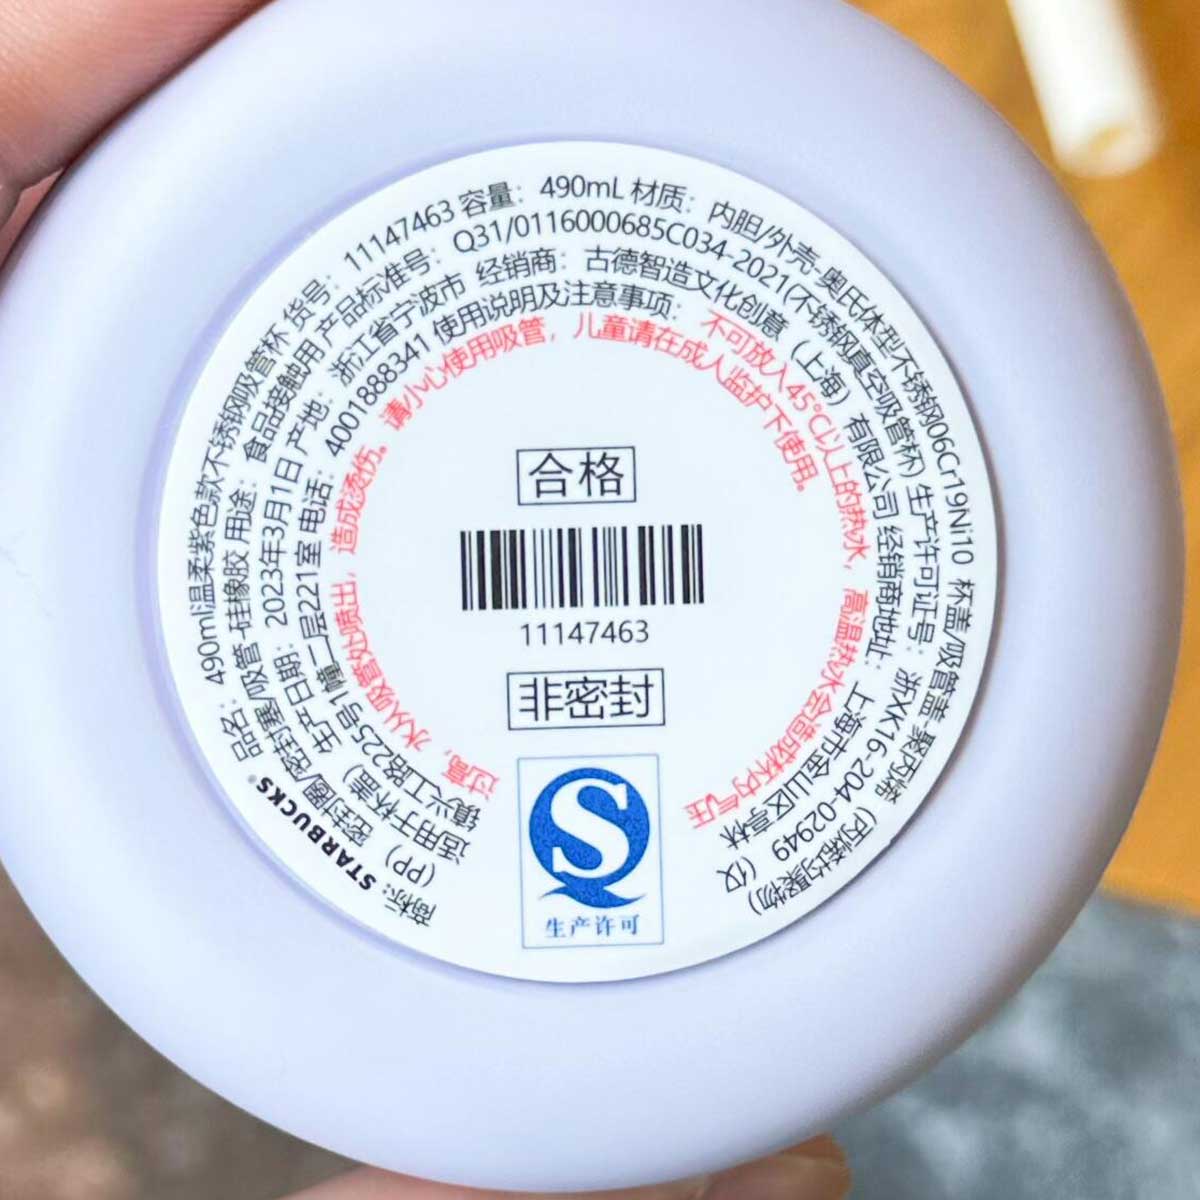 商标: STARBUCKS® 品名: 490ml温柔紫色款不锈钢吸管杯 货号: 11147463 容量: 490mL 材质: 内胆/外壳-奥氏体型不锈钢06Cr19Ni10 杯盖/吸管盖-聚丙烯 (丙烯均聚物)
(PP) 密封圈/密封塞/吸管-硅橡胶 用途: 食品接触用 产品标准号: Q31/0116000685C034-2021(不锈钢真空吸管杯) 生产许可证号: 浙XK16-204-02949 (仅
适用于杯盖) 生产日期: 2023年3月1日 产地: 浙江省宁波市 经销商: 古德智造文化创意 (上海) 有限公司 经销商地址: 上海市金山区亭林
镇兴工路225号1幢二层221室 电话: 4001888341 使用说明及注意事项: 不可放入45°C以上的热水, 高温热水会造成杯内气压
过高, 水从吸管处喷出, 造成烫伤。请小心使用吸管, 儿童请在成人监护下使用。
合格
11147463
非密封
S
生产许可